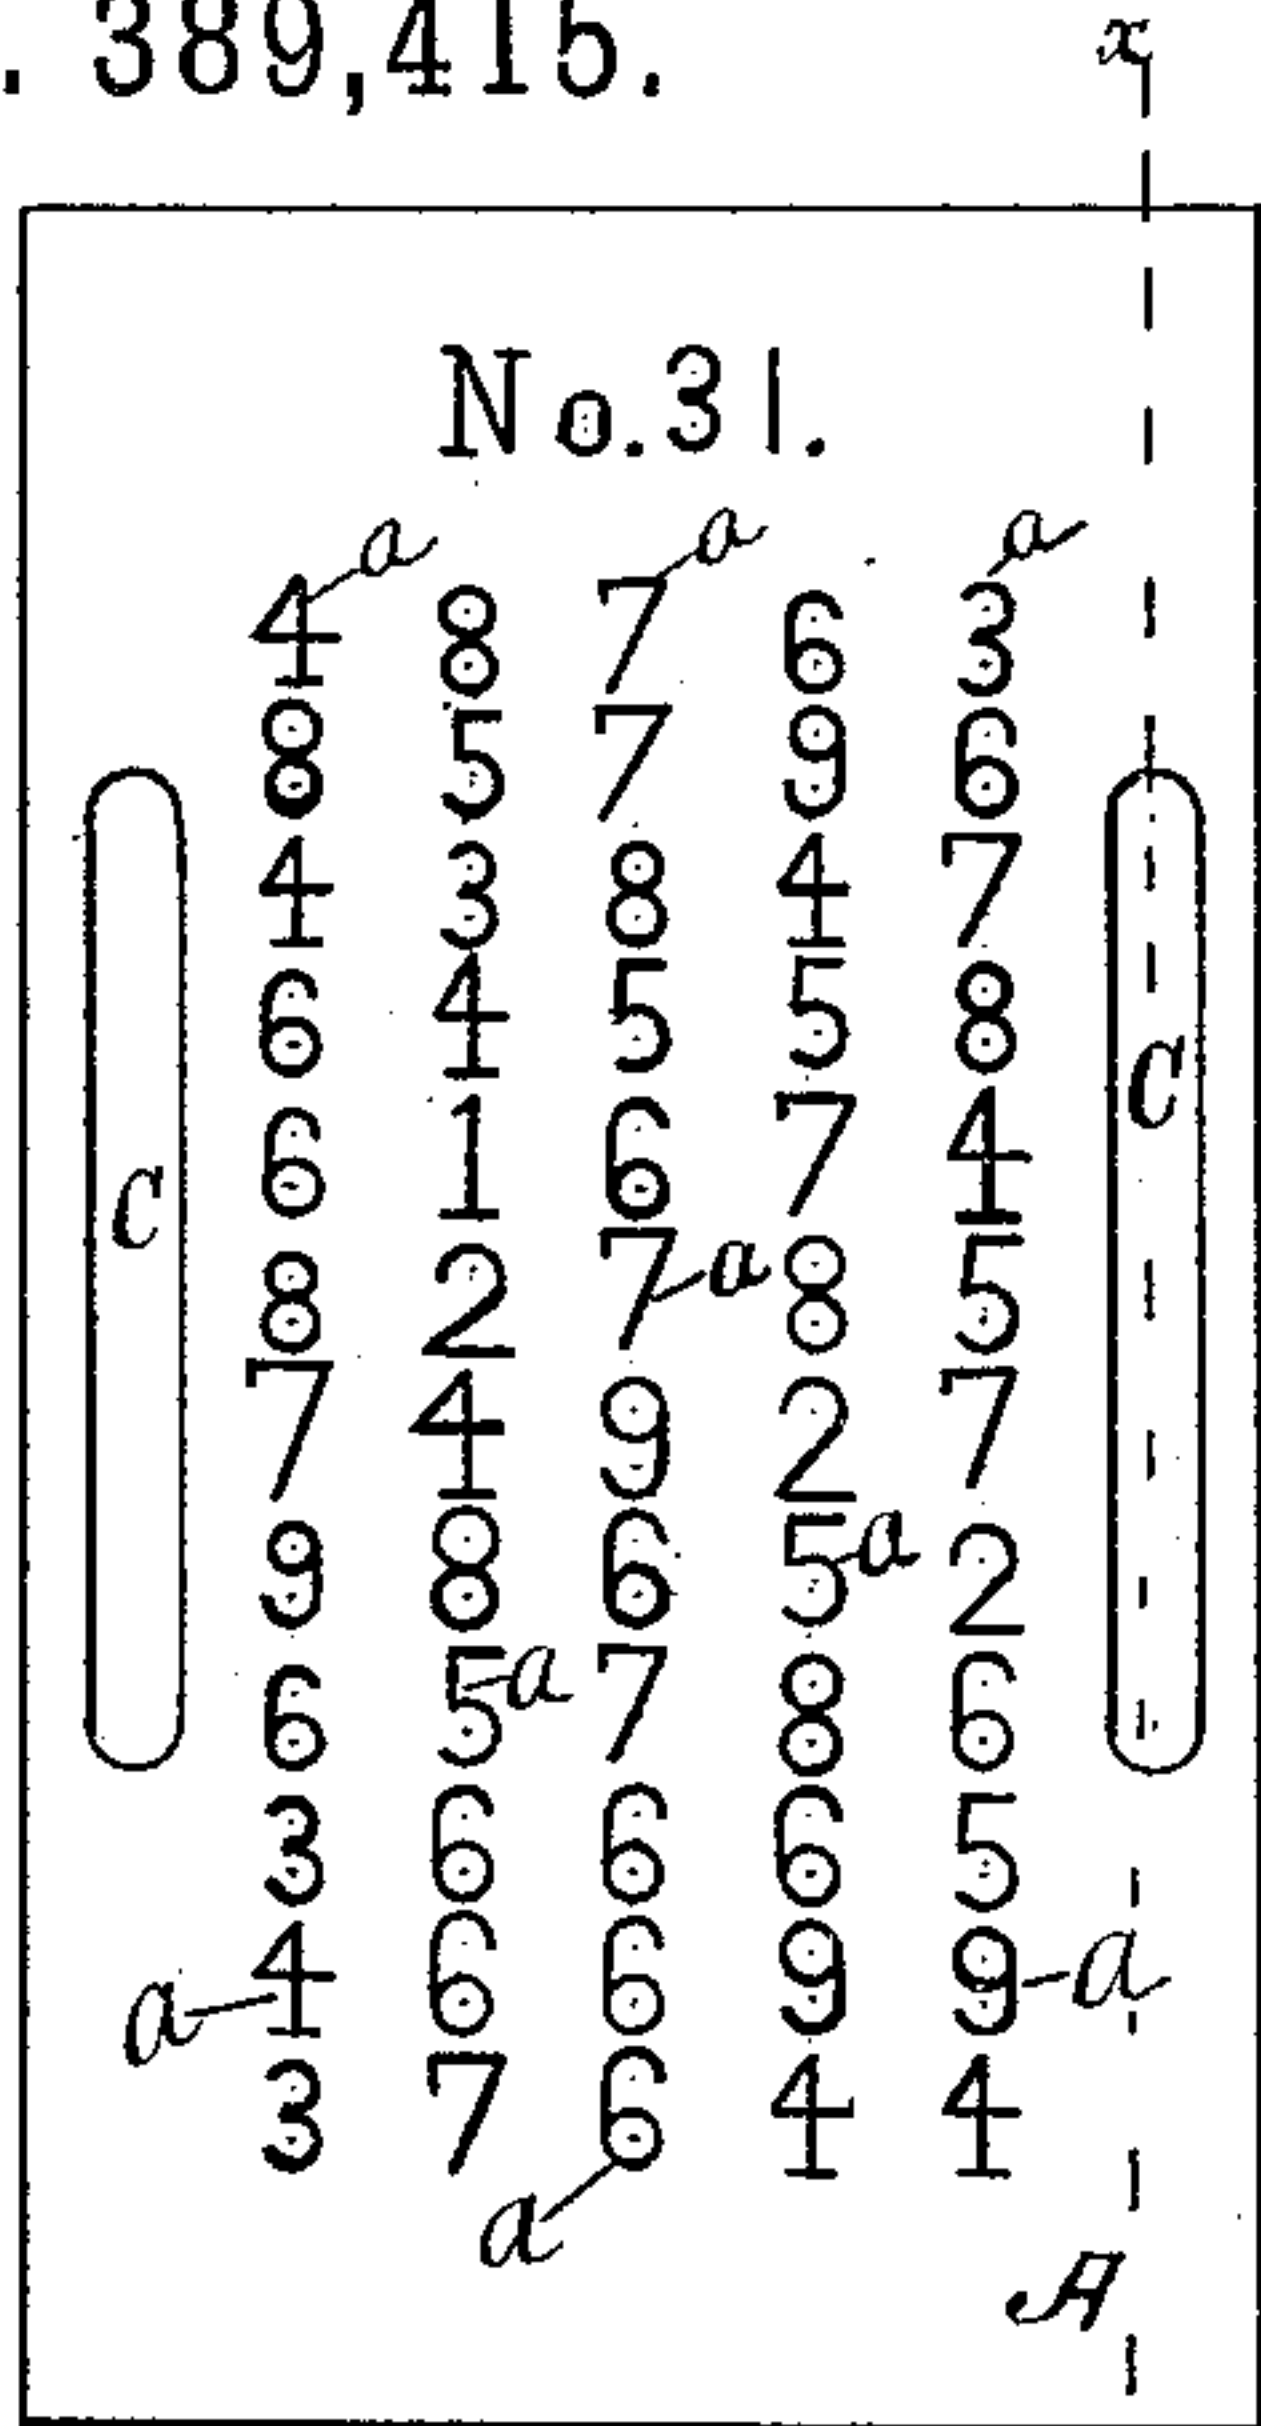 . 389,415.
x
No.31.
a a a
4 8 7 6 3
8 5 7 9 6
4 3 8 4 7
6 4 5 5 8
C
6 1 6 7 4
C
8 2 7 a 8 5
7 4 9 2 7
9 8 6 5 a 2
6 5 a 7 8 6
3 6 6 6 5
a 4 6 6 9 9 a
3 7 6 4 4
a
A